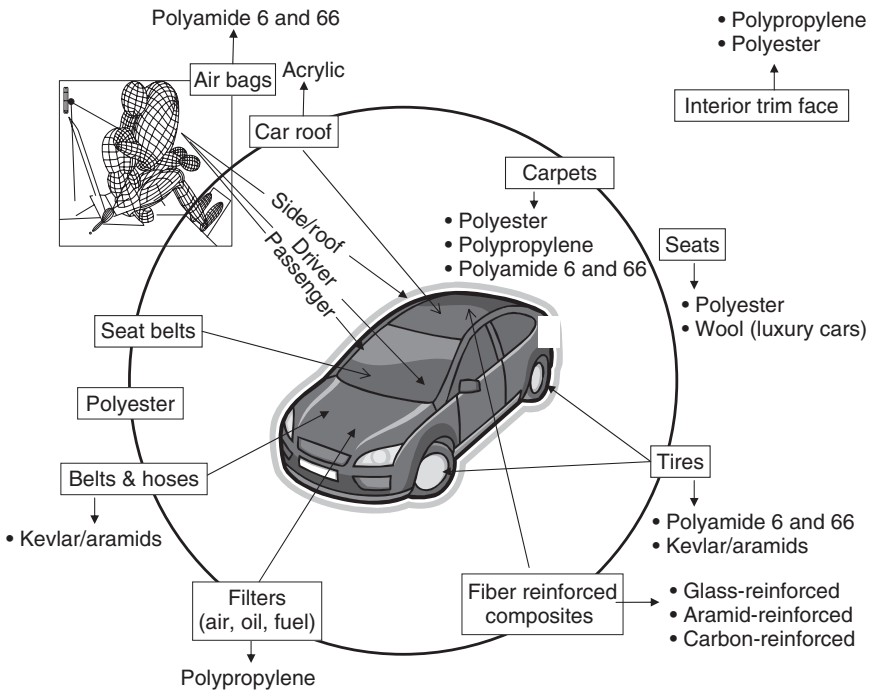 Polyamide 6 and 66
Air bags
Acrylic
Car roof
• Polypropylene
• Polyester
Interior trim face
Carpets
• Polyester
• Polypropylene
• Polyamide 6 and 66
Side/roof
Driver
Passenger
Seats
• Polyester
• Wool (luxury cars)
Seat belts
Polyester
Belts & hoses
• Kevlar/aramids
Tires
• Polyamide 6 and 66
• Kevlar/aramids
Filters
(air, oil, fuel)
Polypropylene
Fiber reinforced
composites
• Glass-reinforced
• Aramid-reinforced
• Carbon-reinforced